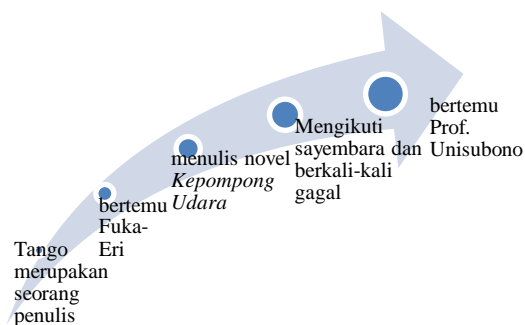 Tango
merupakan
seorang
penulis
bertemu
Fuka-
Eri
menulis novel
Kepompong
Udara
Mengikuti
sayembara dan
berkali-kali
gagal
bertemu
Prof.
Unisubono